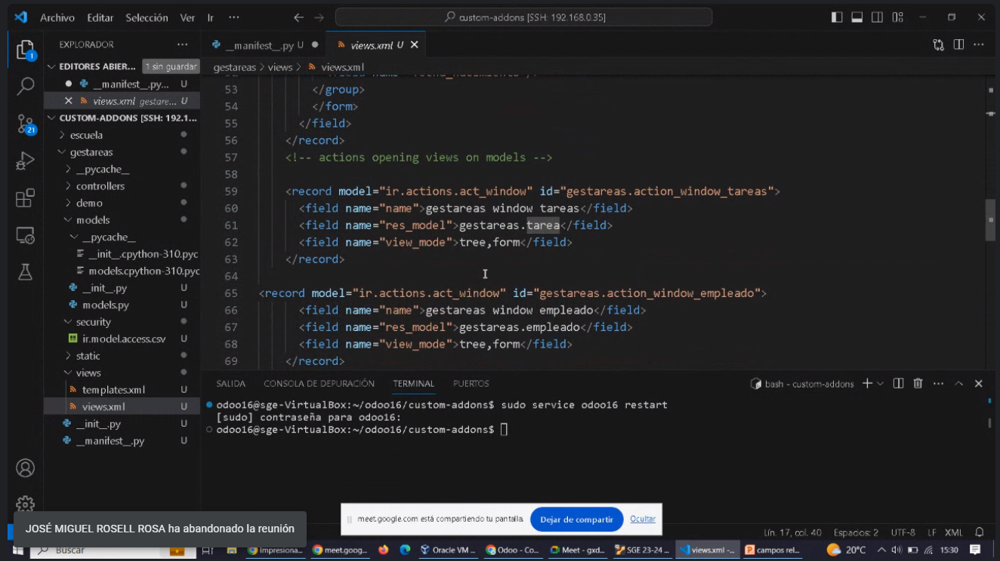 Archivo Editar Selección Ver Ir ··· custom-addons [SSH: 192.168.0.35]
EXPLORADOR ···
__manifest__.py U ● views.xml U ×
EDITORES ABIER... 1 sin guardar
gestareas > views > views.xml
● __manifest__.py... U
× views.xml gestare... U
CUSTOM-ADDONS [SSH: 192.1...
escuela
gestareas
__pycache__
controllers
demo
models
__pycache__
__init__.cpython-310.pyc
models.cpython-310.pyc
__init__.py U
models.py U
security
ir.model.access.csv U
static
views
templates.xml U
views.xml U
__init__.py U
__manifest__.py U
1
21
53 </group>
54 </form>
55 </field>
56 </record>
57 <!-- actions opening views on models -->
58
59 <record model="ir.actions.act_window" id="gestareas.action_window_tareas">
60 <field name="name">gestareas window tareas</field>
61 <field name="res_model">gestareas.tarea</field>
62 <field name="view_mode">tree,form</field>
63 </record>
64
65 <record model="ir.actions.act_window" id="gestareas.action_window_empleado">
66 <field name="name">gestareas window empleado</field>
67 <field name="res_model">gestareas.empleado</field>
68 <field name="view_mode">tree,form</field>
69 </record>
SALIDA CONSOLA DE DEPURACIÓN TERMINAL PUERTOS bash - custom-addons
odoo16@sge-VirtualBox:~/odoo16/custom-addons$ sudo service odoo16 restart
[sudo] contraseña para odoo16:
odoo16@sge-VirtualBox:~/odoo16/custom-addons$
meet.google.com está compartiendo tu pantalla. Dejar de compartir Ocultar
JOSÉ MIGUEL ROSELL ROSA ha abandonado la reunión
Lín. 17, col. 40 Espacios: 2 UTF-8 LF XML
Buscar Impresiona... meet.goog... Oracle VM ... Odoo - Co... Meet - gxd... SGE 23-24 ... views.xml -... campos rel... 20°C 15:30